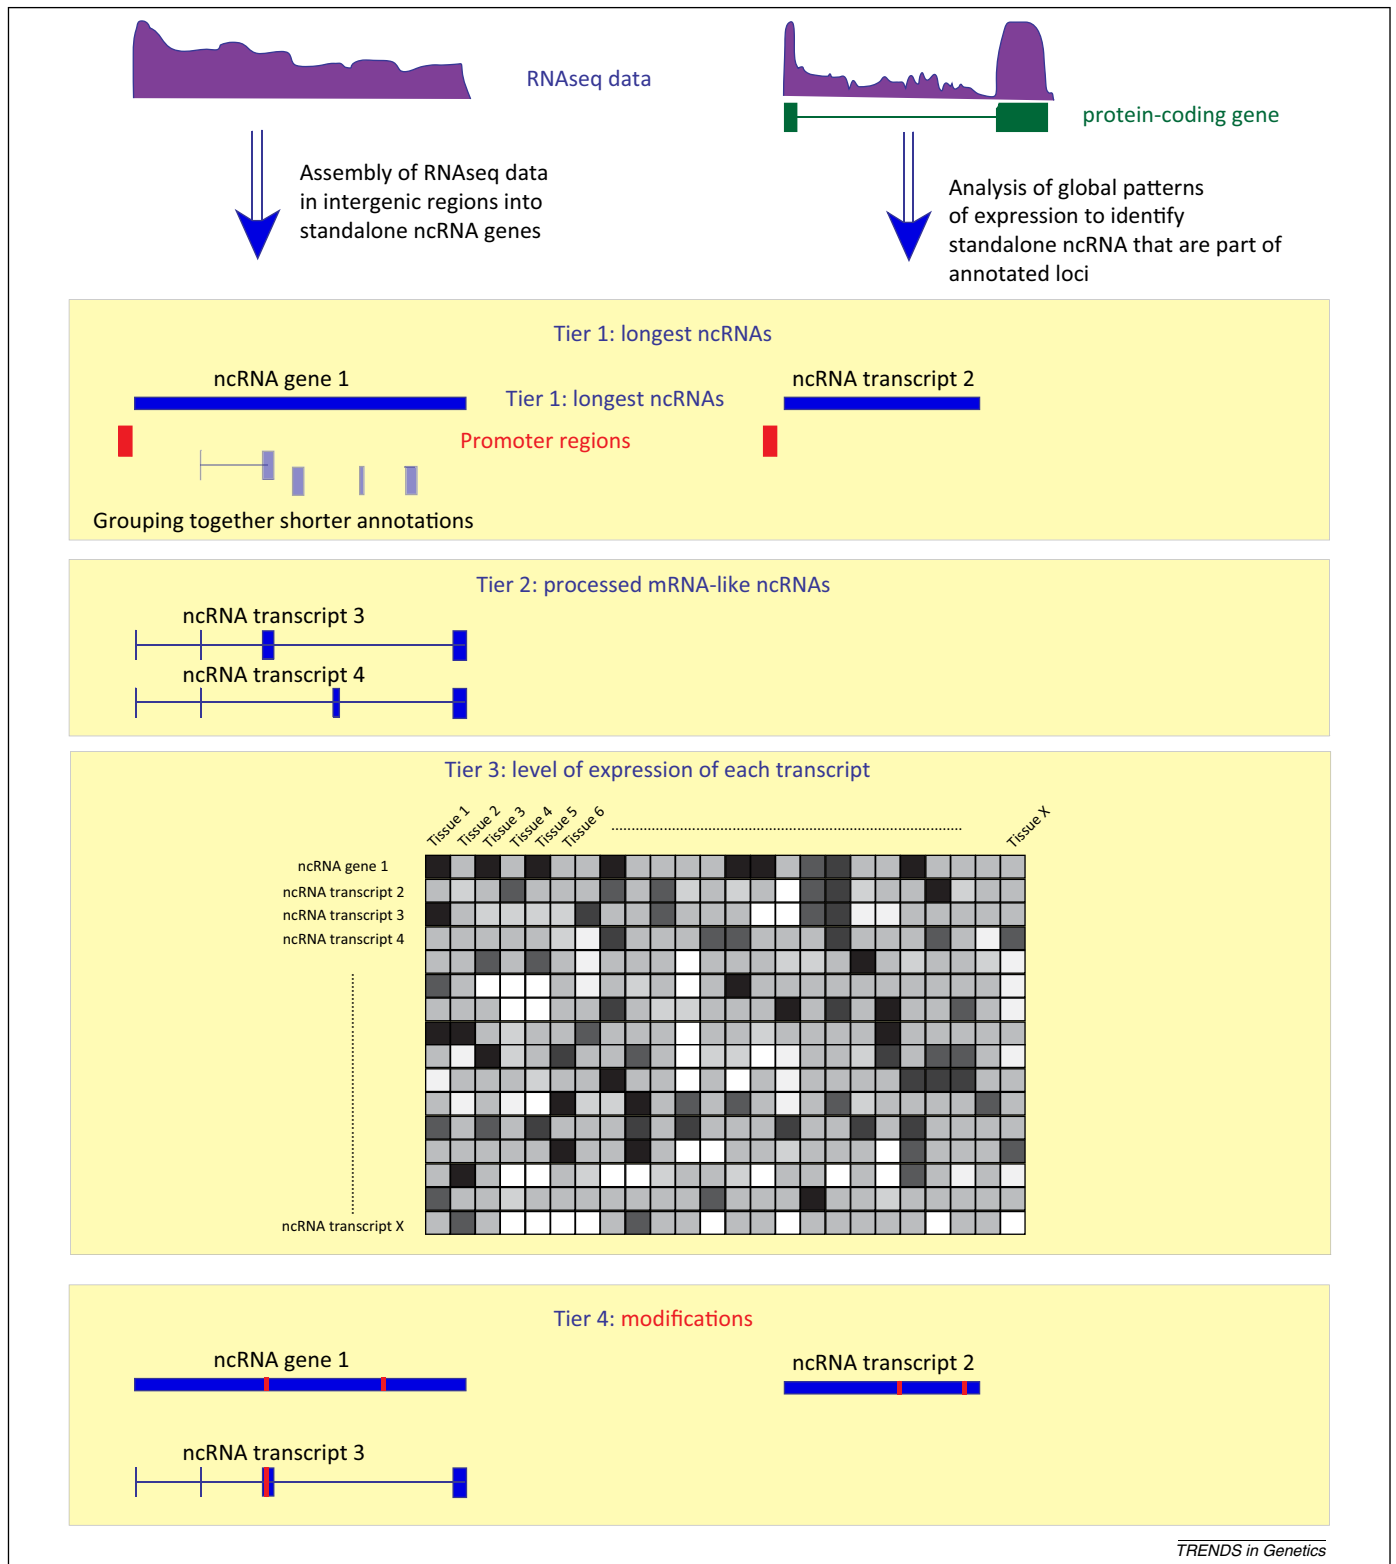 RNAseq data
protein-coding gene
Assembly of RNAseq data
in intergenic regions into
standalone ncRNA genes
Analysis of global patterns
of expression to identify
standalone ncRNA that are part of
annotated loci
Tier 1: longest ncRNAs
ncRNA gene 1
Tier 1: longest ncRNAs
ncRNA transcript 2
Promoter regions
Grouping together shorter annotations
Tier 2: processed mRNA-like ncRNAs
ncRNA transcript 3
ncRNA transcript 4
Tier 3: level of expression of each transcript
Tissue 1
Tissue 2
Tissue 3
Tissue 4
Tissue 5
Tissue 6
Tissue X
ncRNA gene 1
ncRNA transcript 2
ncRNA transcript 3
ncRNA transcript 4
ncRNA transcript X
Tier 4: modifications
ncRNA gene 1
ncRNA transcript 2
ncRNA transcript 3
TRENDS in Genetics